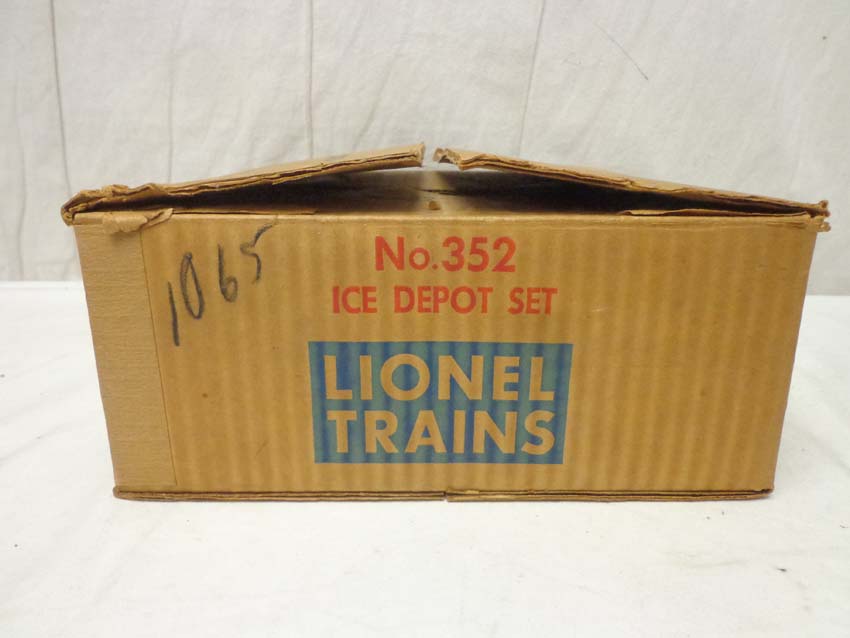 1065
No.352
ICE DEPOT SET
LIONEL
TRAINS